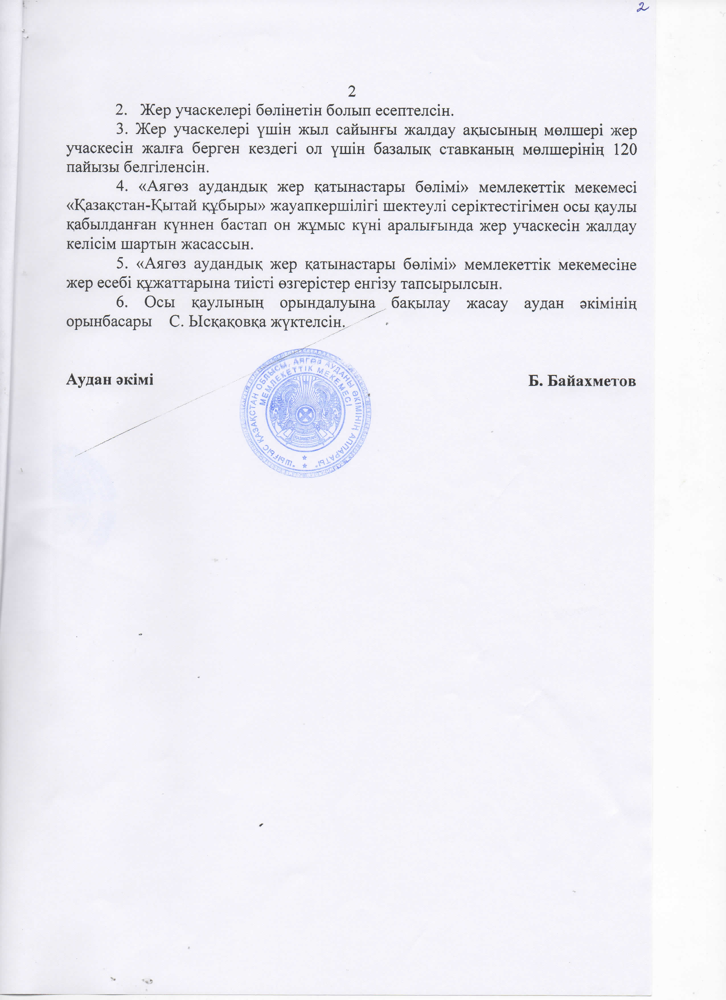 2
2
2. Жер учаскелері бөлінетін болып есептелсін.
3. Жер учаскелері үшін жыл сайынғы жалдау ақысының мөлшері жер
учаскесін жалға берген кездегі ол үшін базалық ставканың мөлшерінің 120
пайызы белгіленсін.
4. «Аягөз аудандық жер қатынастары бөлімі» мемлекеттік мекемесі
«Қазақстан-Қытай құбыры» жауапкершілігі шектеулі серіктестігімен осы қаулы
қабылданған күннен бастап он жұмыс күні аралығында жер учаскесін жалдау
келісім шартын жасассын.
5. «Аягөз аудандық жер қатынастары бөлімі» мемлекеттік мекемесіне
жер есебі құжаттарына тиісті өзгерістер енгізу тапсырылсын.
6. Осы қаулының орындалуына бақылау жасау аудан әкімінің
орынбасары С. Ысқақовқа жүктелсін.
Аудан әкімі Б. Байахметов
"ШЫҒЫС ҚАЗАҚСТАН ОБЛЫСЫ, АЯГӨЗ АУДАНЫ ӘКІМІНІҢ АППАРАТЫ"
МЕМЛЕКЕТТІК МЕКЕМЕСІ
ҚАЗАҚСТАН